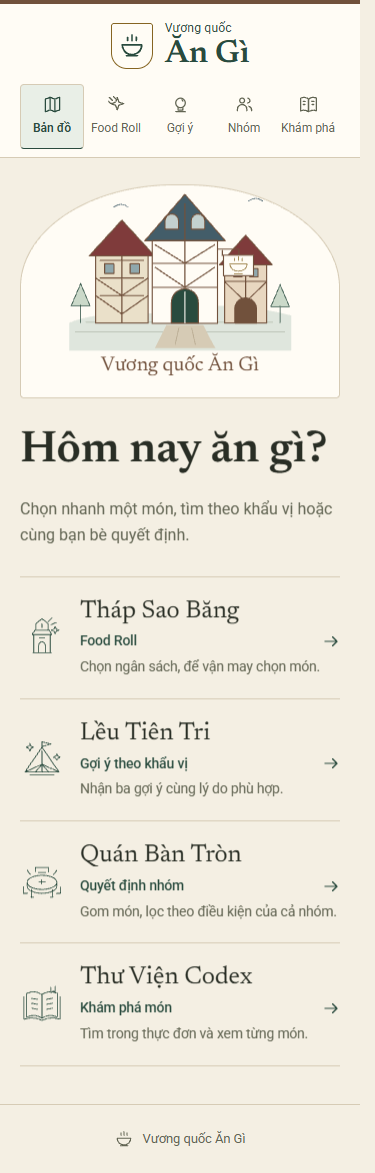 Vương quốc
Ăn Gì
Bản đồ
Food Roll
Gợi ý
Nhóm
Khám phá
Vương quốc Ăn Gì
Hôm nay ăn gì?
Chọn nhanh một món, tìm theo khẩu vị hoặc
cùng bạn bè quyết định.
Tháp Sao Băng
Food Roll
Chọn ngân sách, để vận may chọn món.
Lều Tiên Tri
Gợi ý theo khẩu vị
Nhận ba gợi ý cùng lý do phù hợp.
Quán Bàn Tròn
Quyết định nhóm
Gom món, lọc theo điều kiện của cả nhóm.
Thư Viện Codex
Khám phá món
Tìm trong thực đơn và xem từng món.
Vương quốc Ăn Gì